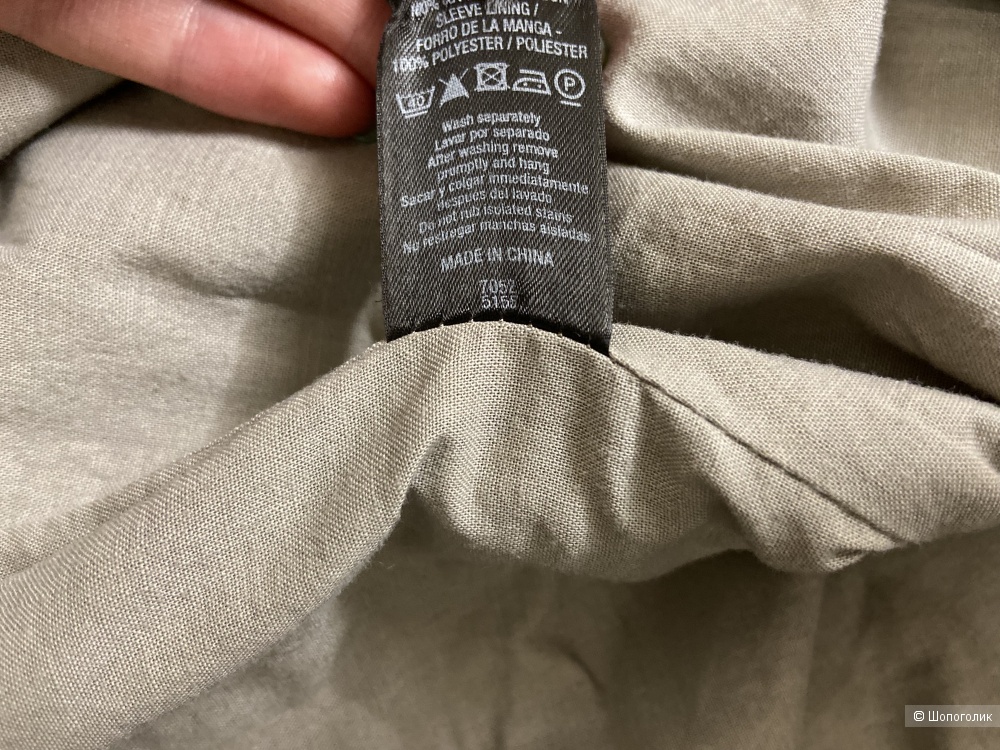 SLEEVE LINING /
FORRO DE LA MANGA -
100% POLYESTER / POLIESTER
40 P
Wash separately
Lavar por separado
After washing remove
promptly and hang
Sacar y colgar inmediatamente
despues del lavado
Do not rub isolated stains
No restregar manchas aisladas
MADE IN CHINA
7052
5155
© Шопоголик